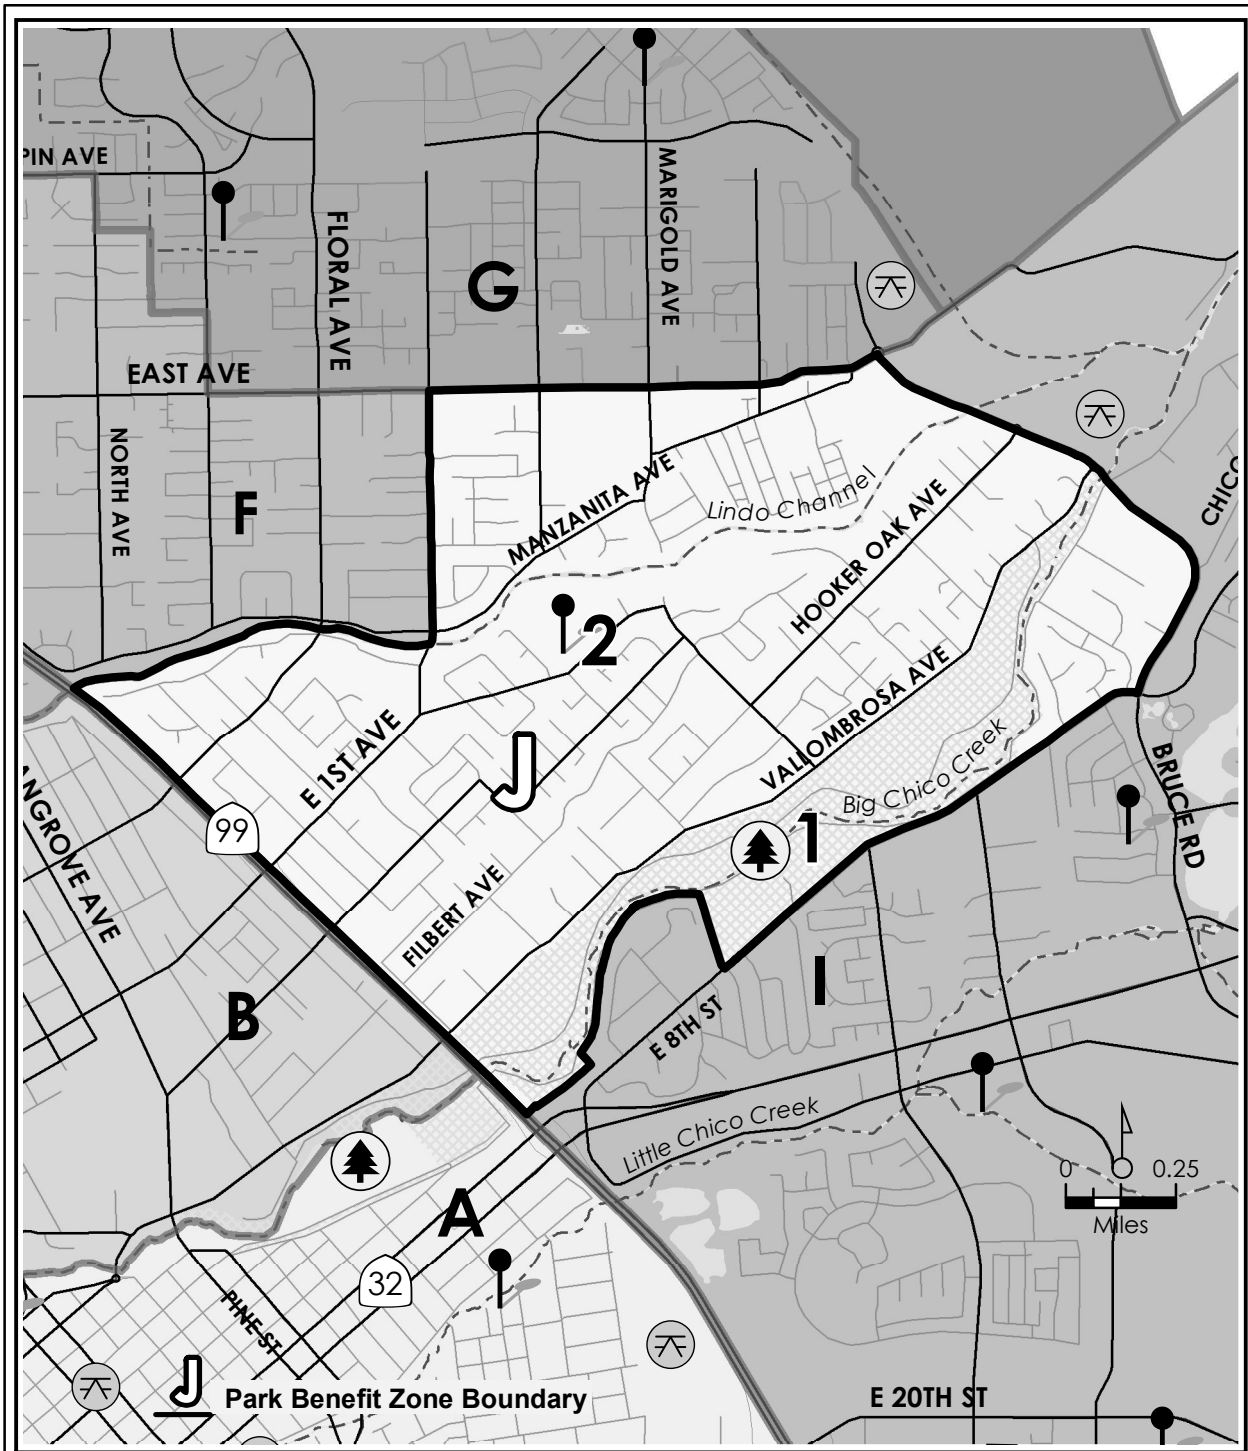 PIN AVE
MARIGOLD AVE
FLORAL AVE
G
EAST AVE
NORTH AVE
F
MANZANITA AVE
Lindo Channel
HOOKER OAK AVE
CHICO
2
E 1ST AVE
J
VALLOMBROSA AVE
Big Chico Creek
BRUCE RD
ANGROVE AVE
99
1
FILBERT AVE
B
I
E 8TH ST
Little Chico Creek
0 0.25
Miles
A
32
PINE ST
J Park Benefit Zone Boundary
E 20TH ST